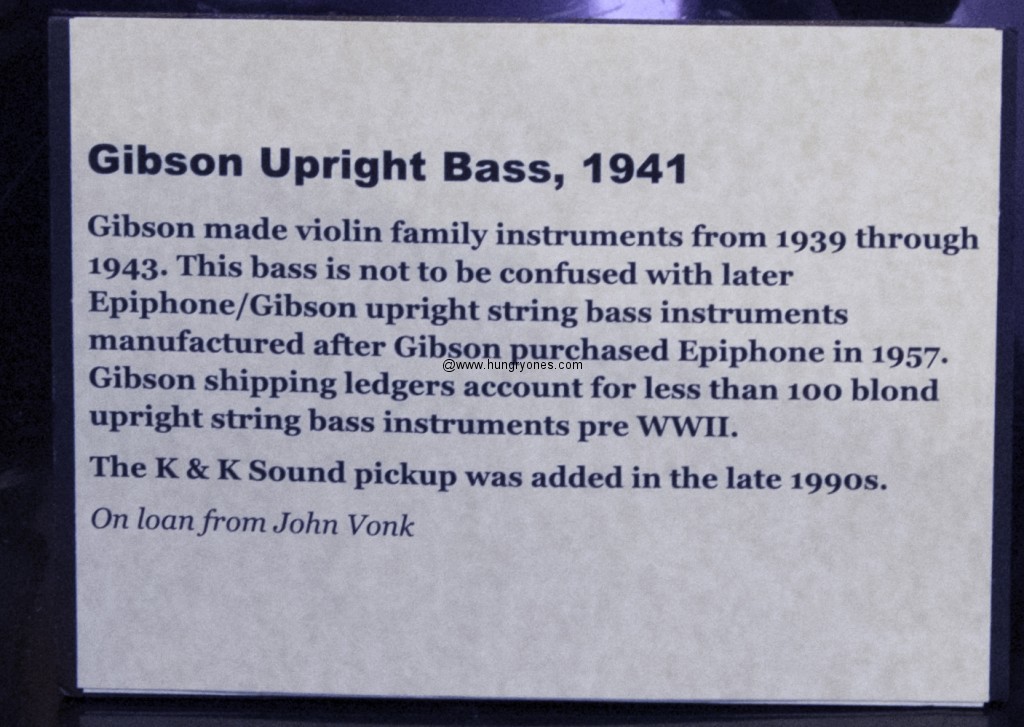 Gibson Upright Bass, 1941
Gibson made violin family instruments from 1939 through
1943. This bass is not to be confused with later
Epiphone/Gibson upright string bass instruments
manufactured after Gibson purchased Epiphone in 1957.
@www.hungryones.com
Gibson shipping ledgers account for less than 100 blond
upright string bass instruments pre WWII.
The K & K Sound pickup was added in the late 1990s.
On loan from John Vonk